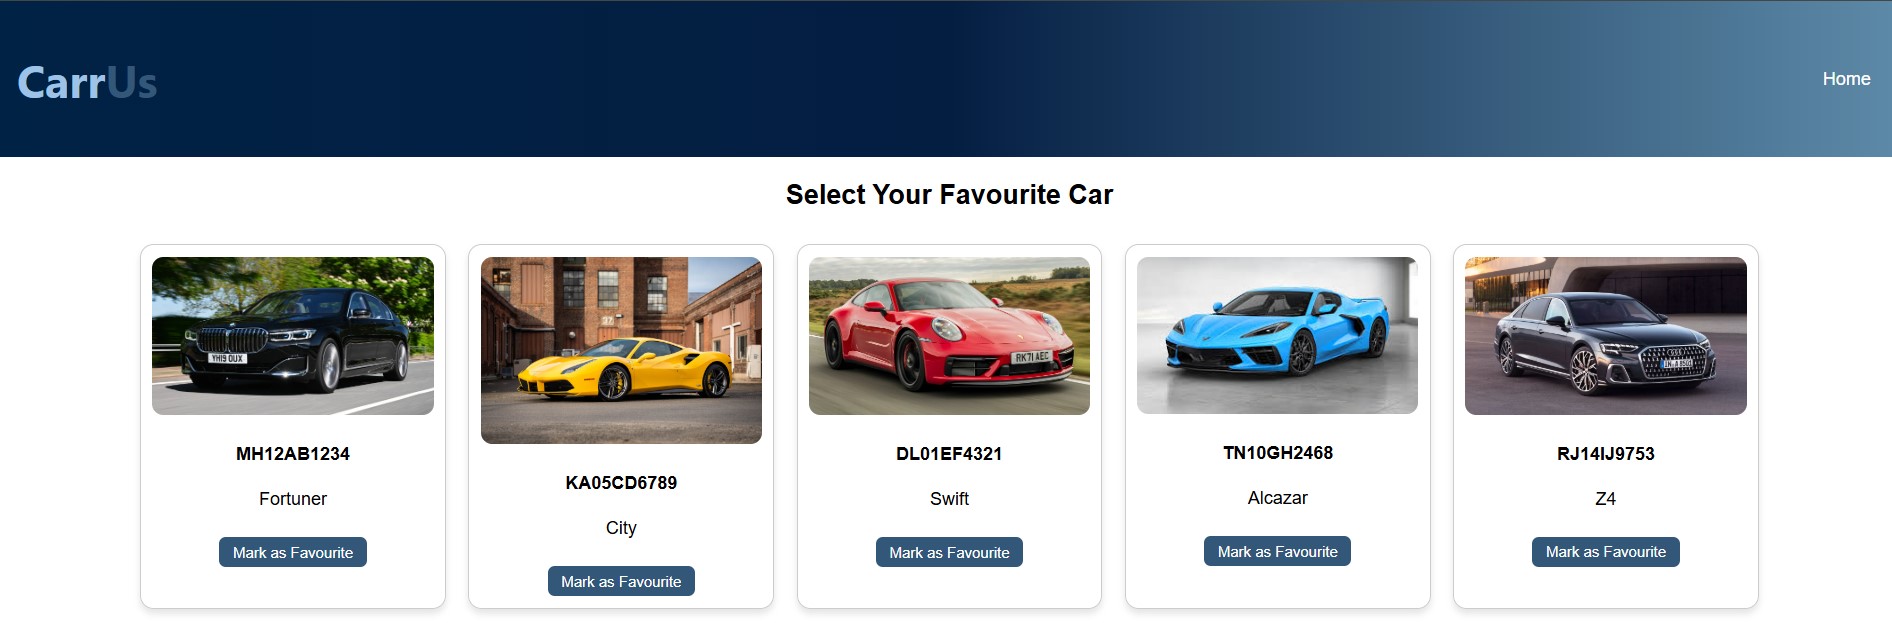 CarrUs
Home
Select Your Favourite Car
YH19 OUX
27
RK71 AEC
MH12AB1234
Fortuner
Mark as Favourite
KA05CD6789
City
Mark as Favourite
DL01EF4321
Swift
Mark as Favourite
TN10GH2468
Alcazar
Mark as Favourite
RJ14IJ9753
Z4
Mark as Favourite